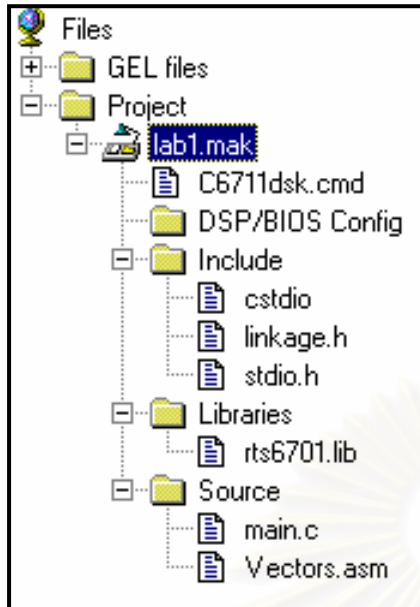 Files
GEL files
Project
lab1.mak
C6711dsk.cmd
DSP/BIOS Config
Include
cstdio
linkage.h
stdio.h
Libraries
rts6701.lib
Source
main.c
Vectors.asm